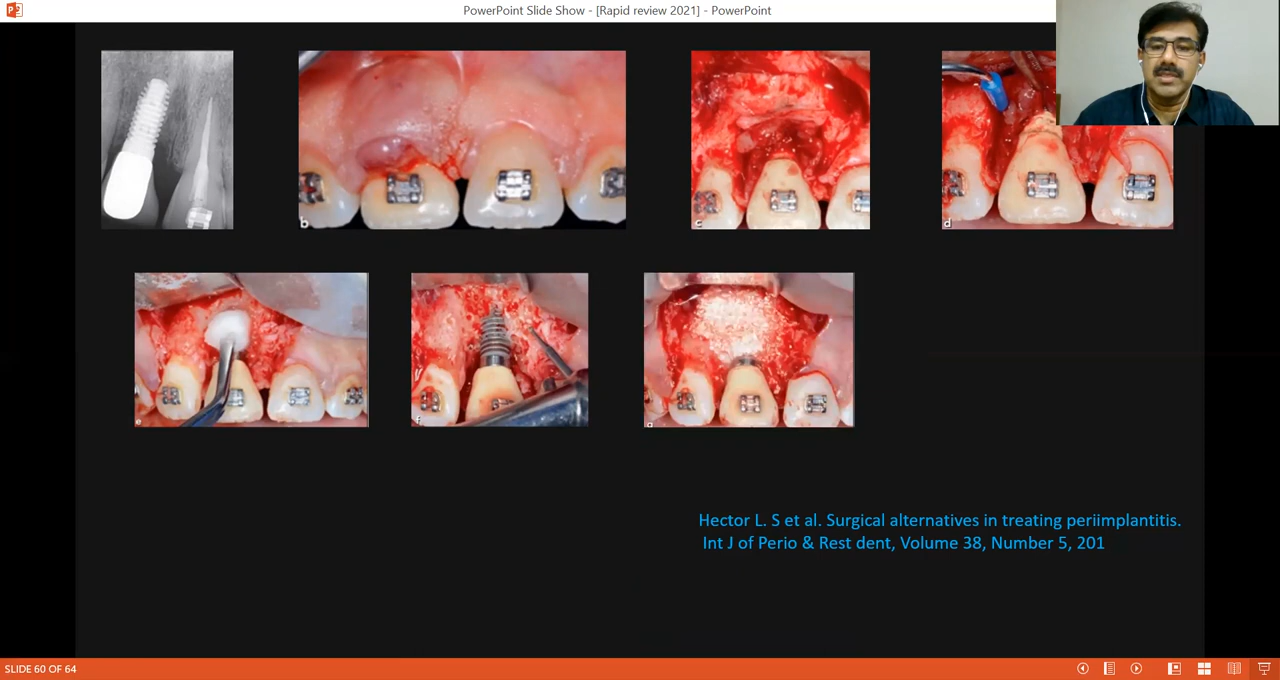 PowerPoint Slide Show - [Rapid review 2021] - PowerPoint
b
c
d
e
f
g
Hector L. S et al. Surgical alternatives in treating periimplantitis.
Int J of Perio & Rest dent, Volume 38, Number 5, 201
SLIDE 60 OF 64